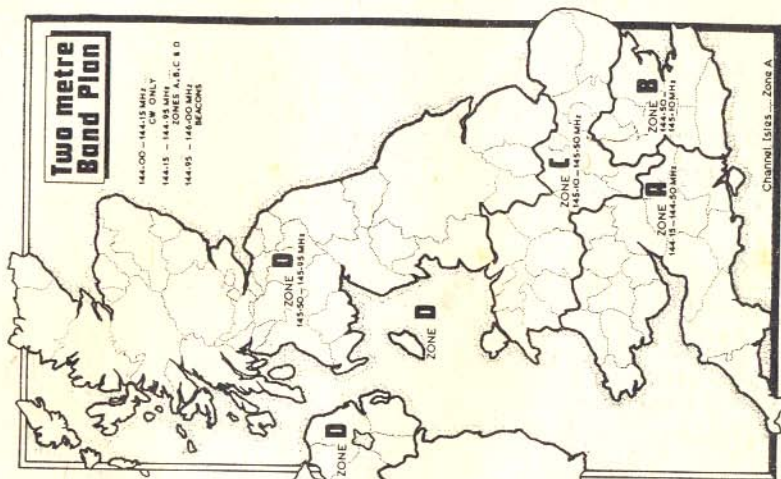 Two metre
Band Plan
144·00 – 144·15 MHz
CW ONLY
144·15 – 144·95 MHz
ZONES A,B,C & D
144·95 – 146·00 MHz
BEACONS
ZONE D
145·50 – 145·95 MHz
ZONE D
ZONE D
ZONE C
145·10 – 145·50 MHz
ZONE B
144·50 –
145·10 MHz
ZONE A
144·15 – 144·50 MHz
Channel Isles ... Zone A